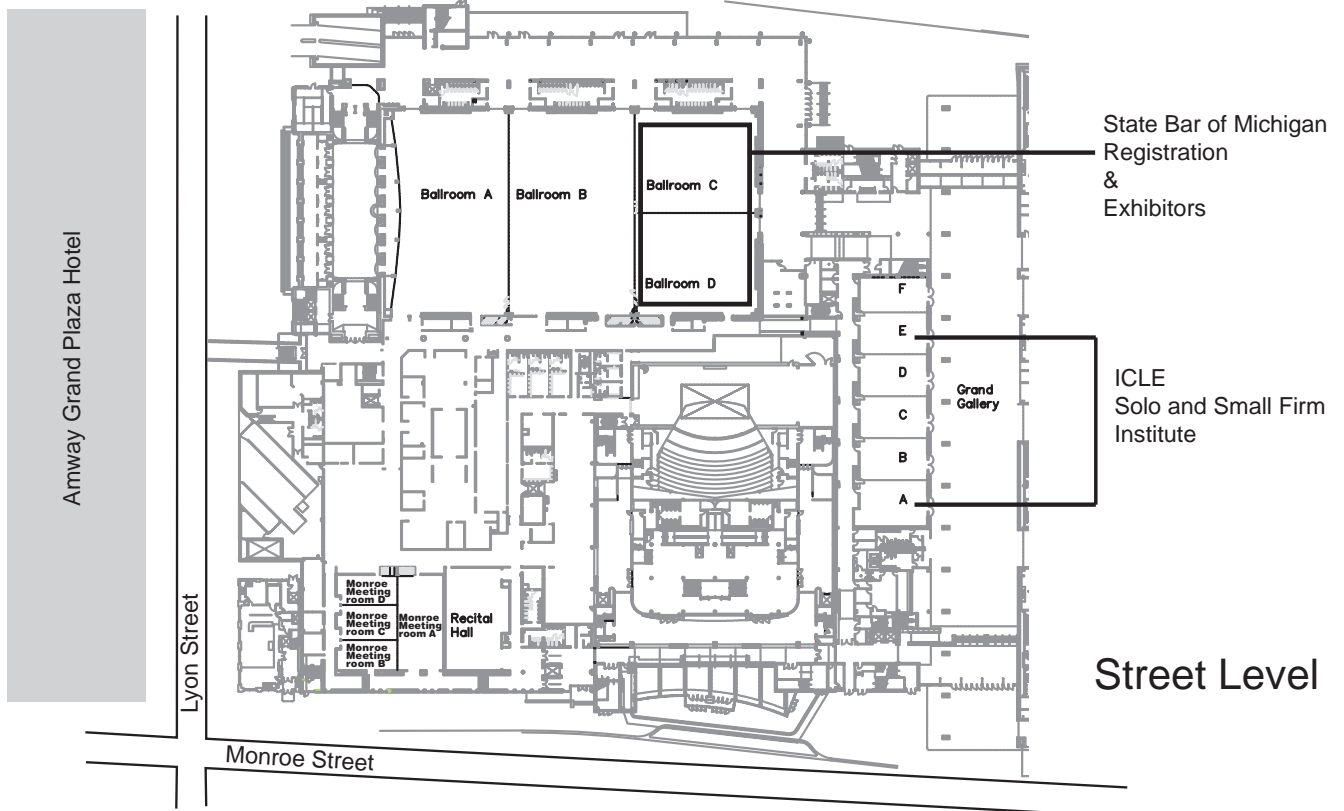 Amway Grand Plaza Hotel
Lyon Street
Monroe Street
Ballroom A
Ballroom B
Ballroom C
Ballroom D
State Bar of Michigan
Registration
&
Exhibitors
F
E
D
C
B
A
Grand
Gallery
ICLE
Solo and Small Firm
Institute
Monroe
Meeting
room D
Monroe
Meeting
room C
Monroe
Meeting
room B
Monroe
Meeting
room A
Recital
Hall
Street Level